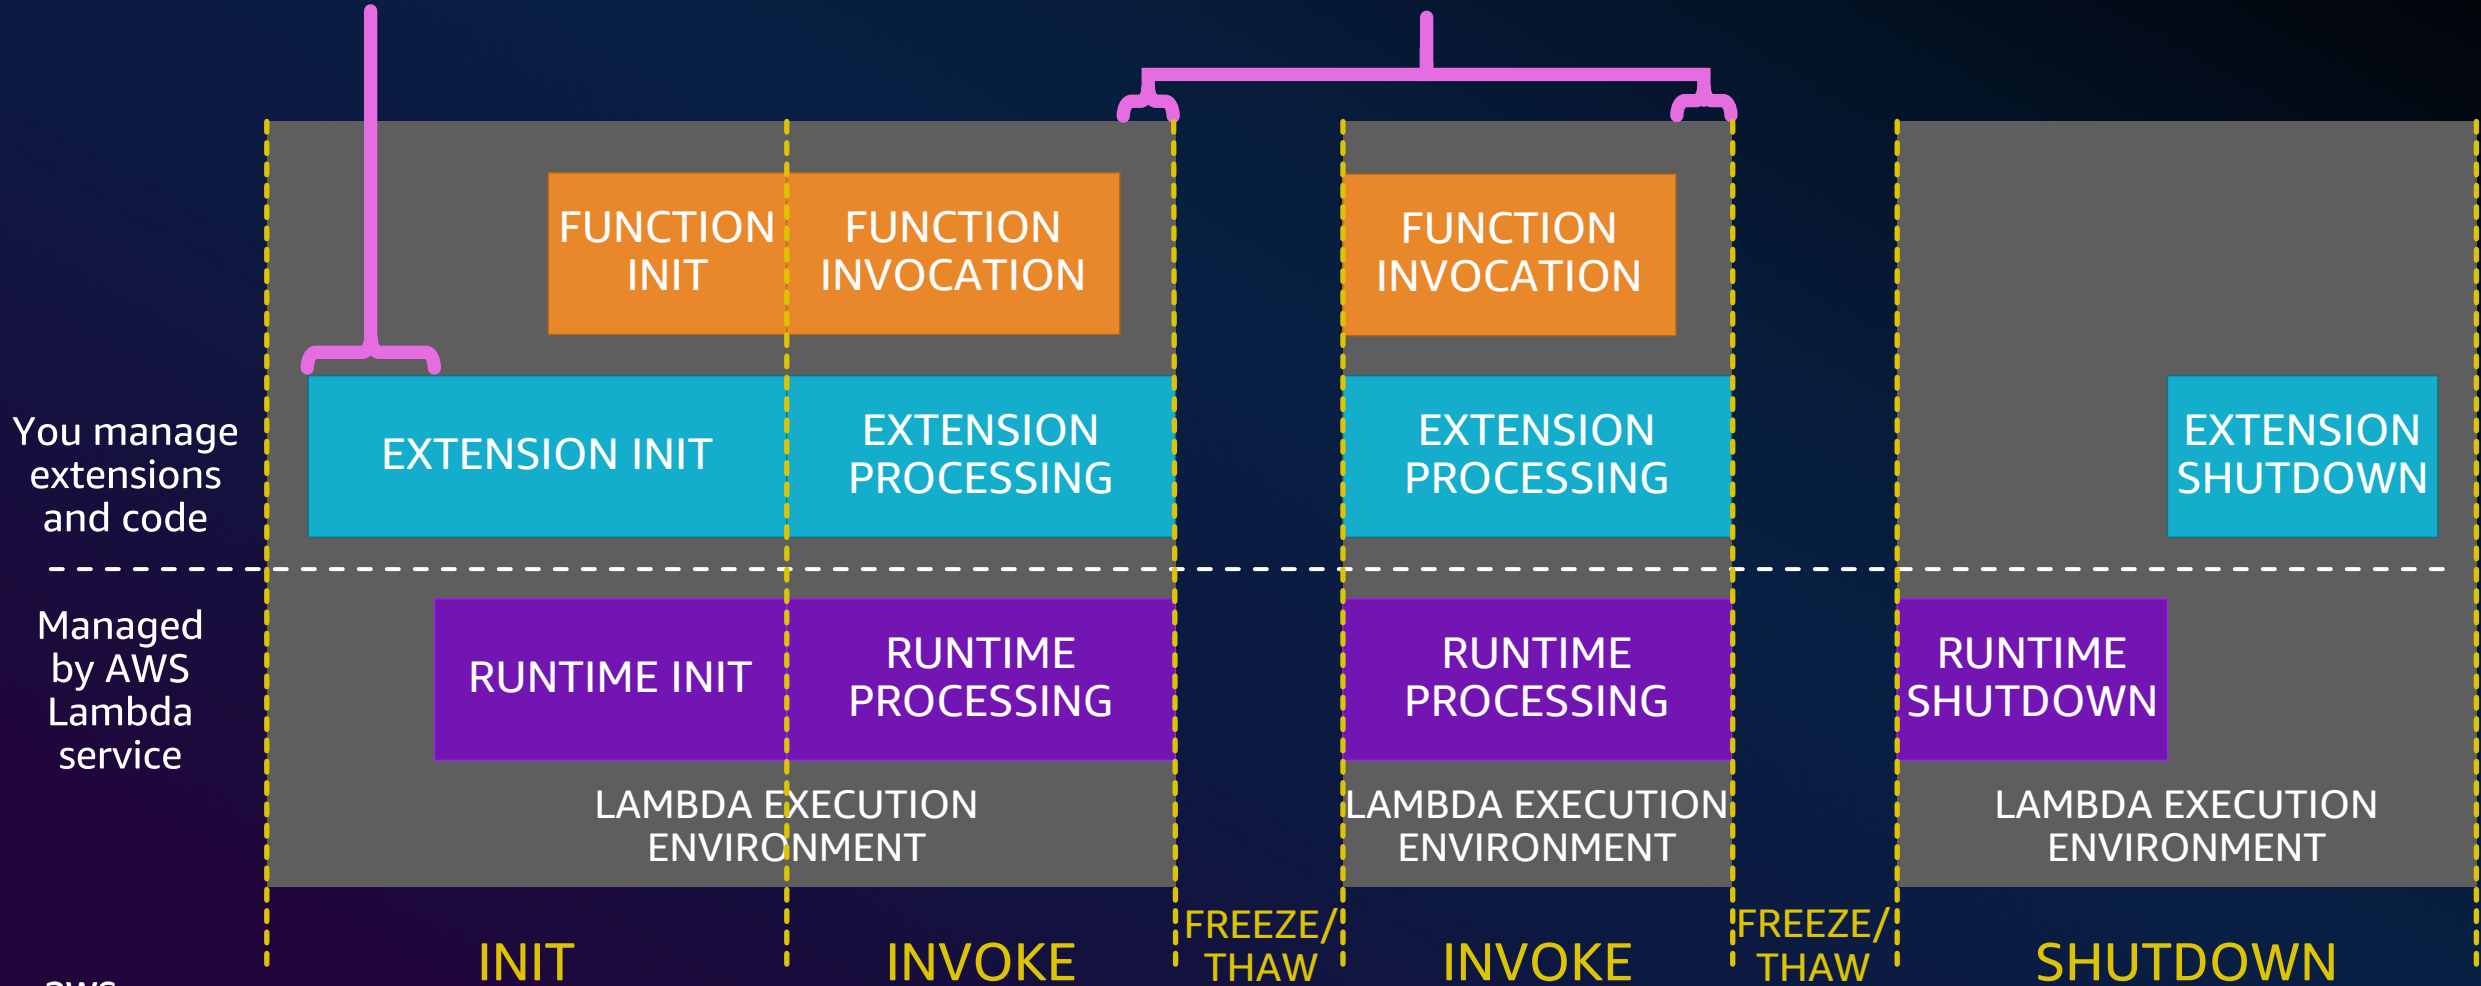 FUNCTION
INIT
FUNCTION
INVOCATION
FUNCTION
INVOCATION
You manage
extensions
and code
EXTENSION INIT
EXTENSION
PROCESSING
EXTENSION
PROCESSING
EXTENSION
SHUTDOWN
Managed
by AWS
Lambda
service
RUNTIME INIT
RUNTIME
PROCESSING
RUNTIME
PROCESSING
RUNTIME
SHUTDOWN
LAMBDA EXECUTION
ENVIRONMENT
LAMBDA EXECUTION
ENVIRONMENT
LAMBDA EXECUTION
ENVIRONMENT
INIT
INVOKE
FREEZE/
THAW
INVOKE
FREEZE/
THAW
SHUTDOWN
aws